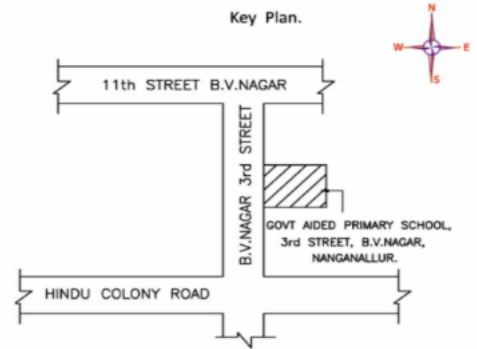 Key Plan.
N
W
E
S
11th STREET B.V.NAGAR
B.V.NAGAR 3rd STREET
GOVT AIDED PRIMARY SCHOOL,
3rd STREET, B.V.NAGAR,
NANGANALLUR.
HINDU COLONY ROAD